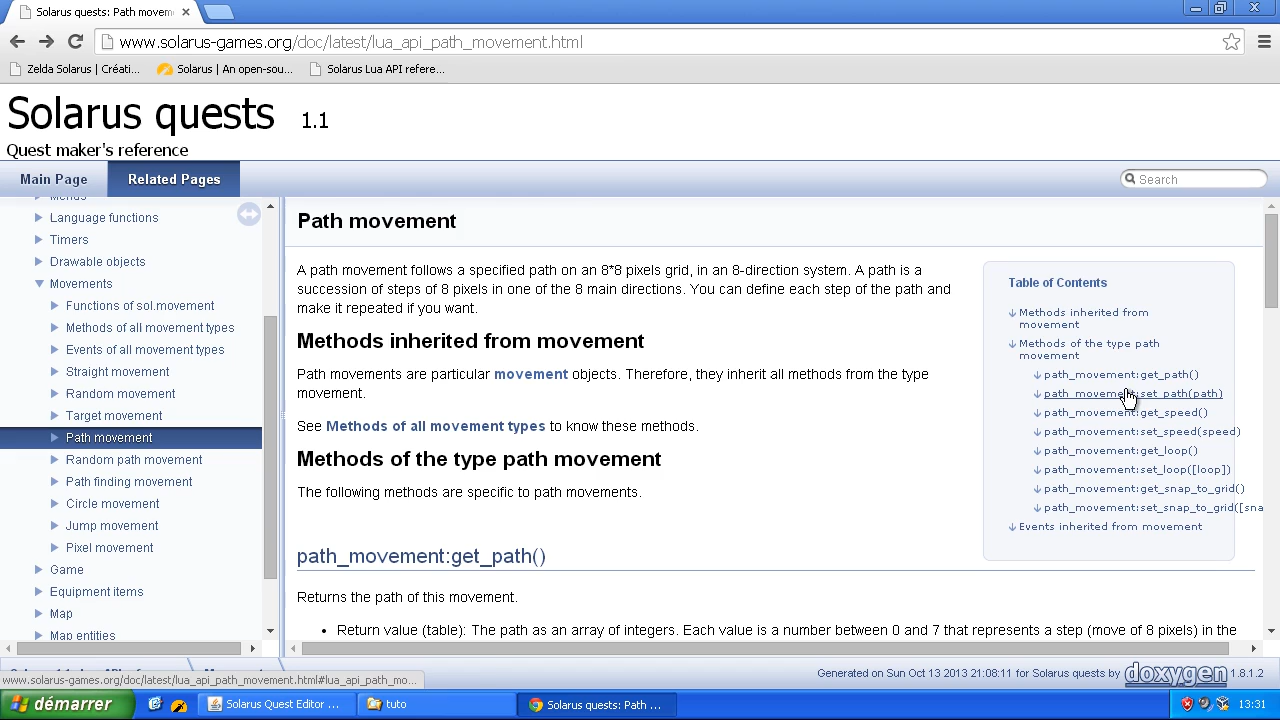 Solarus quests: Path movem
www.solarus-games.org/doc/latest/lua_api_path_movement.html
Zelda Solarus | Créati...
Solarus | An open-sou...
Solarus Lua API refere...
Solarus quests 1.1
Quest maker's reference
Main Page
Related Pages
Search
Menus
Language functions
Timers
Drawable objects
Movements
Functions of sol.movement
Methods of all movement types
Events of all movement types
Straight movement
Random movement
Target movement
Path movement
Random path movement
Path finding movement
Circle movement
Jump movement
Pixel movement
Game
Equipment items
Map
Map entities
Path movement
A path movement follows a specified path on an 8*8 pixels grid, in an 8-direction system. A path is a
succession of steps of 8 pixels in one of the 8 main directions. You can define each step of the path and
make it repeated if you want.
Methods inherited from movement
Path movements are particular movement objects. Therefore, they inherit all methods from the type
movement.
See Methods of all movement types to know these methods.
Methods of the type path movement
The following methods are specific to path movements.
path_movement:get_path()
Returns the path of this movement.
• Return value (table): The path as an array of integers. Each value is a number between 0 and 7 that represents a step (move of 8 pixels) in the
Table of Contents
↓ Methods inherited from
movement
↓ Methods of the type path
movement
↓ path_movement:get_path()
↓ path_movement:set_path(path)
↓ path_movement:get_speed()
↓ path_movement:set_speed(speed)
↓ path_movement:get_loop()
↓ path_movement:set_loop([loop])
↓ path_movement:get_snap_to_grid()
↓ path_movement:set_snap_to_grid([sna
↓ Events inherited from movement
www.solarus-games.org/doc/latest/lua_api_path_movement.html#lua_api_path_mo...
Generated on Sun Oct 13 2013 21:08:11 for Solarus quests by doxygen 1.8.1.2
démarrer
Solarus Quest Editor ...
tuto
Solarus quests: Path ...
13:31